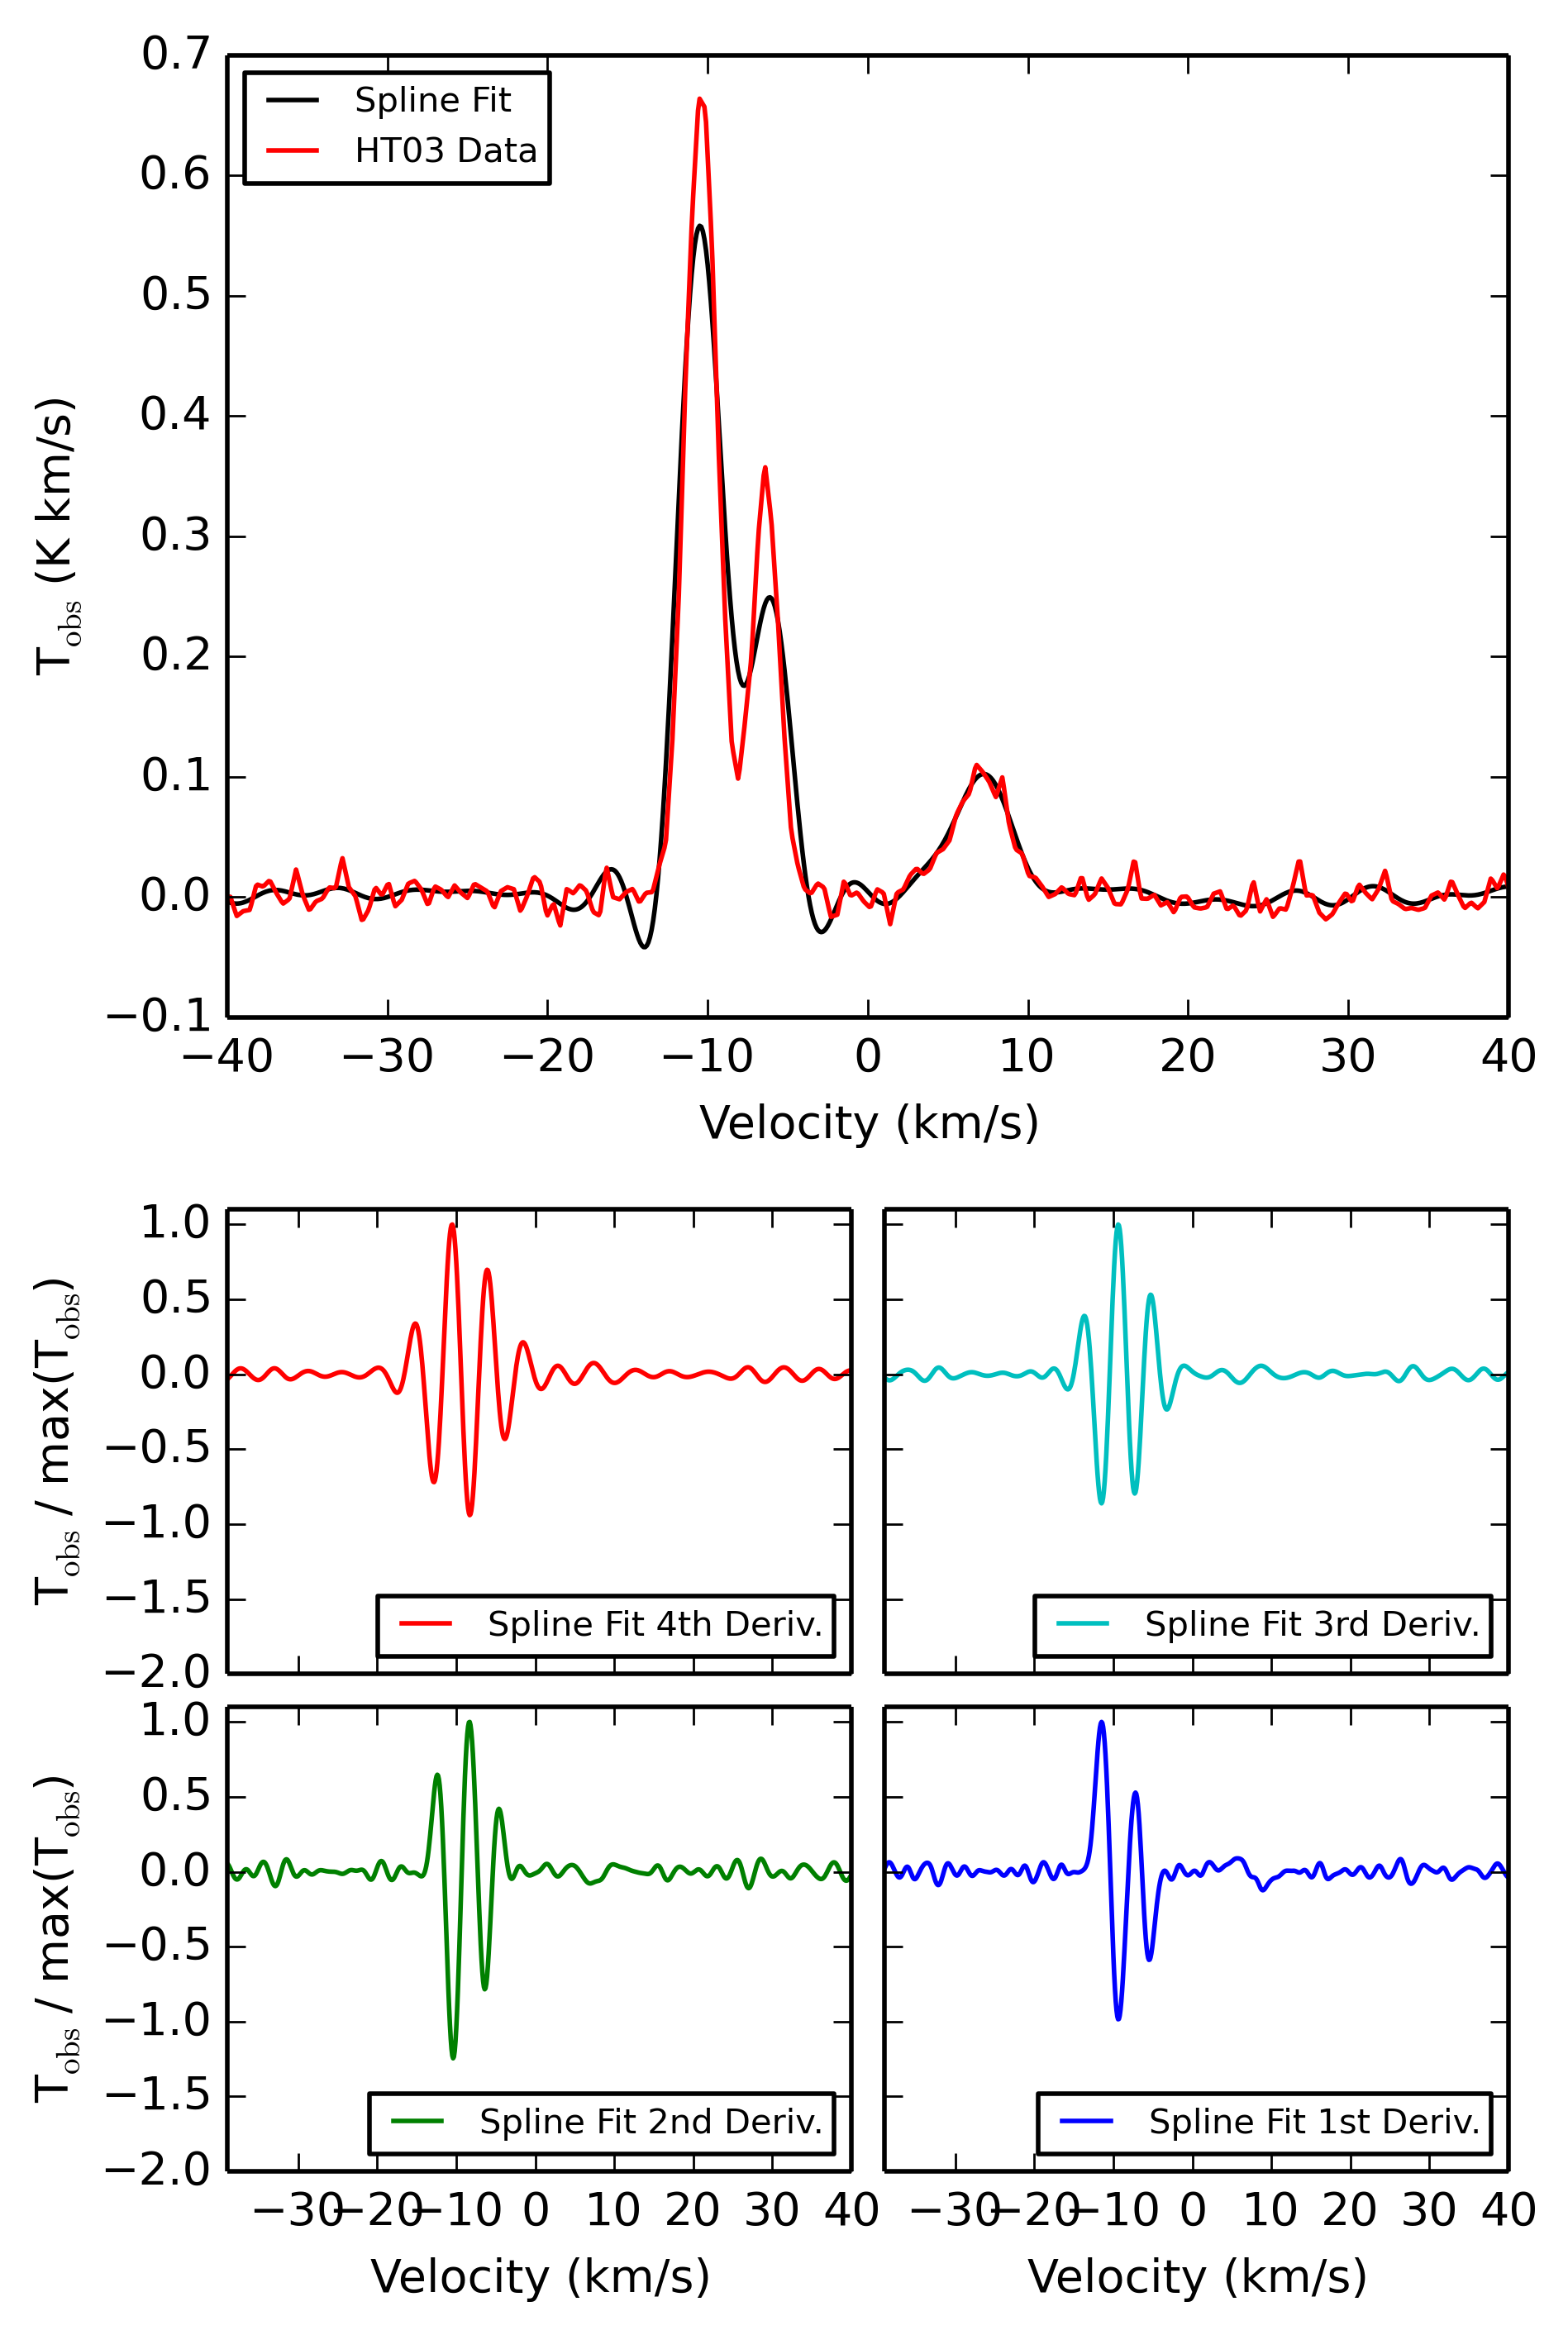 0.7
Spline Fit
HT03 Data
0.6
0.5
0.4
0.3
0.2
0.1
0.0
−0.1
T_obs (K km/s)
−40 −30 −20 −10 0 10 20 30 40
Velocity (km/s)
1.0
0.5
0.0
−0.5
−1.0
−1.5
−2.0
T_obs / max(T_obs)
Spline Fit 4th Deriv.
Spline Fit 3rd Deriv.
1.0
0.5
0.0
−0.5
−1.0
−1.5
−2.0
T_obs / max(T_obs)
Spline Fit 2nd Deriv.
Spline Fit 1st Deriv.
−30 −20 −10 0 10 20 30 40
−30 −20 −10 0 10 20 30 40
Velocity (km/s)
Velocity (km/s)